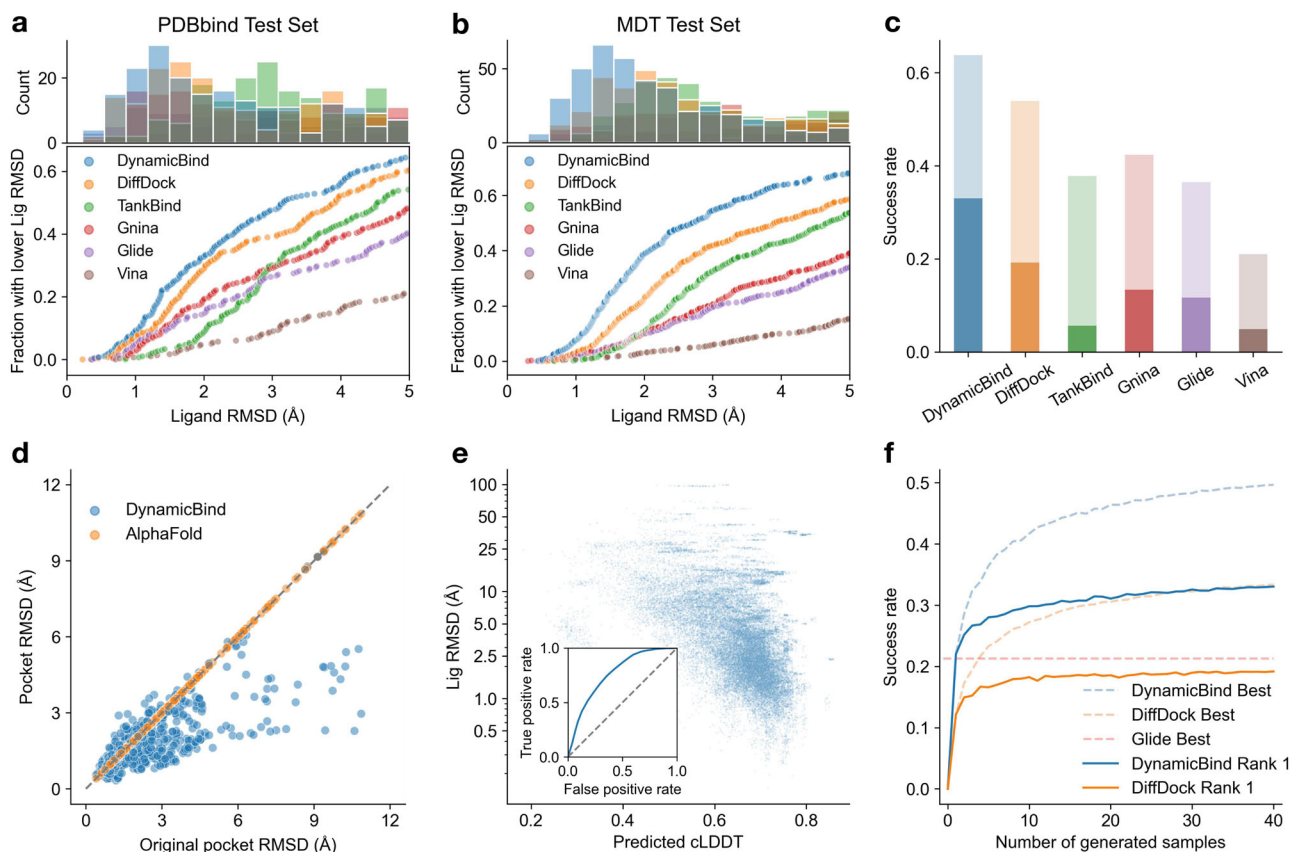 a
PDBbind Test Set
Count
20
0
Fraction with lower Lig RMSD
0.6
0.4
0.2
0.0
DynamicBind
DiffDock
TankBind
Gnina
Glide
Vina
0 1 2 3 4 5
Ligand RMSD (Å)
b
MDT Test Set
Count
50
0
Fraction with lower Lig RMSD
0.6
0.4
0.2
0.0
DynamicBind
DiffDock
TankBind
Gnina
Glide
Vina
0 1 2 3 4 5
Ligand RMSD (Å)
c
Success rate
0.6
0.4
0.2
0.0
DynamicBind
DiffDock
TankBind
Gnina
Glide
Vina
d
Pocket RMSD (Å)
12
9
6
3
0
DynamicBind
AlphaFold
0 3 6 9 12
Original pocket RMSD (Å)
e
Lig RMSD (Å)
100
50
25
10
5.0
2.5
1.0
0.5
True positive rate
1.0
0.5
0.0
0.0 0.5 1.0
False positive rate
0.2 0.4 0.6 0.8
Predicted cLDDT
f
Success rate
0.5
0.4
0.3
0.2
0.1
0.0
DynamicBind Best
DiffDock Best
Glide Best
DynamicBind Rank 1
DiffDock Rank 1
0 10 20 30 40
Number of generated samples